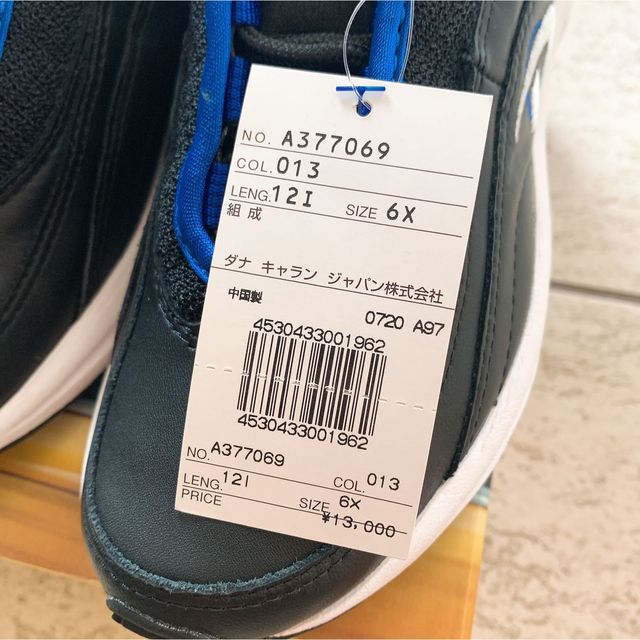 NO. A377069
COL. 013
LENG. 12I SIZE 6X
組成
ダナ キャラン ジャパン株式会社
中国製
0720 A97
4530433001962
4530433001962
NO. A377069
COL. 013
LENG. 12I SIZE 6X
PRICE ¥13,000